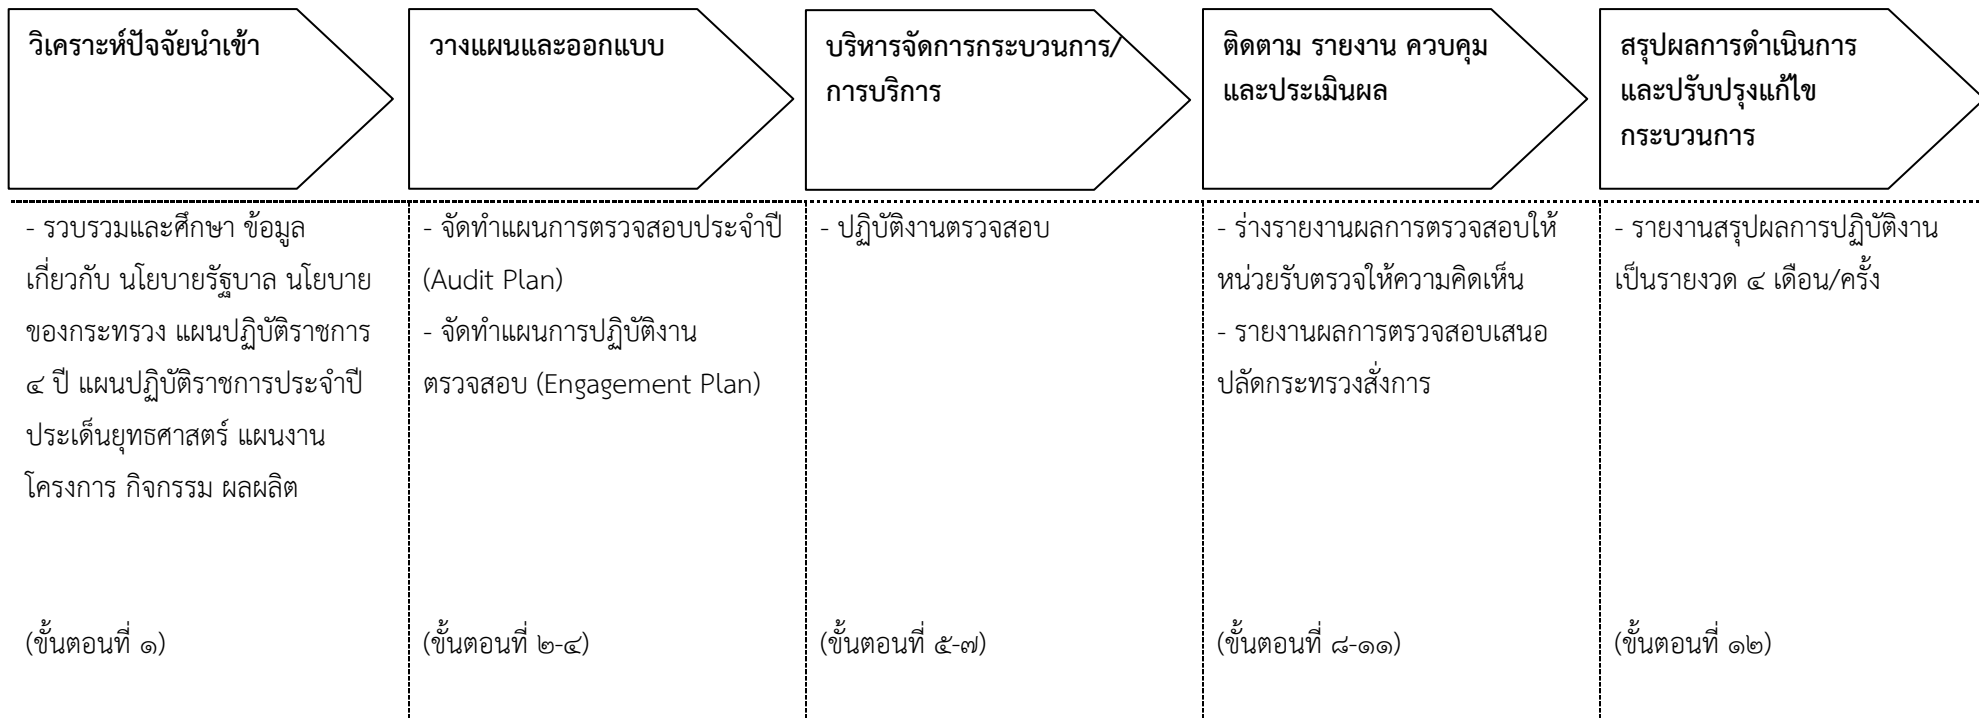 วิเคราะห์ปัจจัยนำเข้า
วางแผนและออกแบบ
บริหารจัดการกระบวนการ/
การบริการ
ติดตาม รายงาน ควบคุม
และประเมินผล
สรุปผลการดำเนินการ
และปรับปรุงแก้ไข
กระบวนการ
- รวบรวมและศึกษา ข้อมูล
เกี่ยวกับ นโยบายรัฐบาล นโยบาย
ของกระทรวง แผนปฏิบัติราชการ
๔ ปี แผนปฏิบัติราชการประจำปี
ประเด็นยุทธศาสตร์ แผนงาน
โครงการ กิจกรรม ผลผลิต
(ขั้นตอนที่ ๑)
- จัดทำแผนการตรวจสอบประจำปี
(Audit Plan)
- จัดทำแผนการปฏิบัติงาน
ตรวจสอบ (Engagement Plan)
(ขั้นตอนที่ ๒-๔)
- ปฏิบัติงานตรวจสอบ
(ขั้นตอนที่ ๕-๗)
- ร่างรายงานผลการตรวจสอบให้
หน่วยรับตรวจให้ความคิดเห็น
- รายงานผลการตรวจสอบเสนอ
ปลัดกระทรวงสั่งการ
(ขั้นตอนที่ ๘-๑๑)
- รายงานสรุปผลการปฏิบัติงาน
เป็นรายงวด ๔ เดือน/ครั้ง
(ขั้นตอนที่ ๑๒)